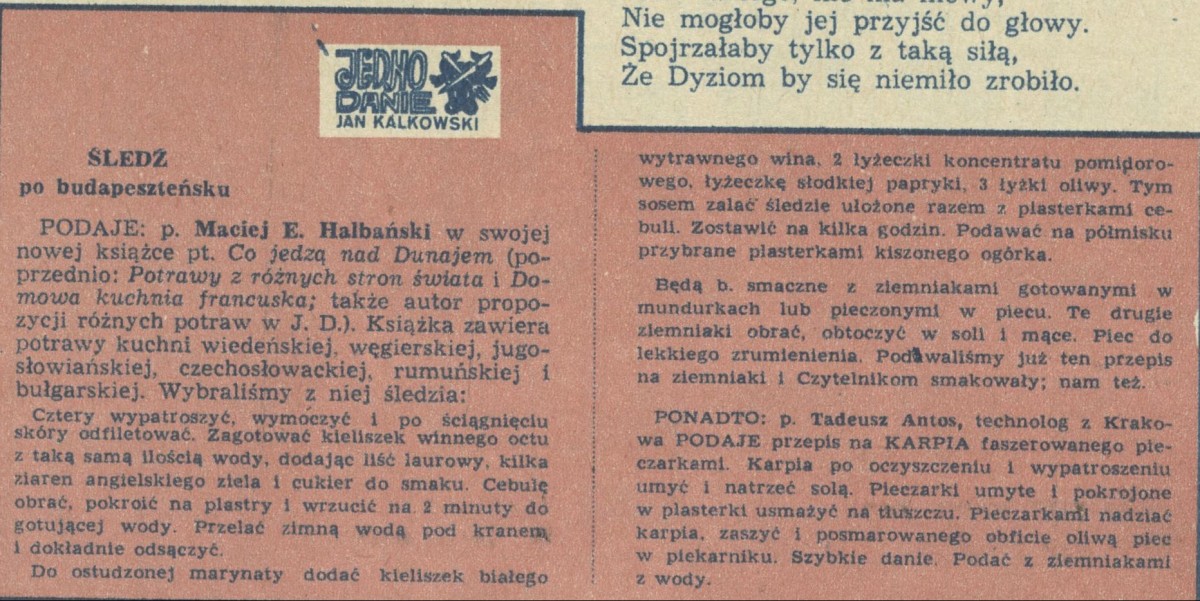 Nie mogłoby jej przyjść do głowy.
Spojrzałaby tylko z taką siłą,
Że Dyziom by się niemiło zrobiło.
JEDNO
DANIE
JAN KALKOWSKI
ŚLEDŹ
po budapeszteńsku
PODAJE: p. Maciej E. Halbański w swojej
nowej książce pt. Co jedzą nad Dunajem (po-
przednio: Potrawy z różnych stron świata i Do-
mowa kuchnia francuska; także autor propo-
zycji różnych potraw w J. D.). Książka zawiera
potrawy kuchni wiedeńskiej, węgierskiej, jugo-
słowiańskiej, czechosłowackiej, rumuńskiej i
bułgarskiej. Wybraliśmy z niej śledzia:
Cztery wypatroszyć, wymoczyć i po ściągnięciu
skóry odfiletować. Zagotować kieliszek winnego octu
z taką samą ilością wody, dodając liść laurowy, kilka
ziaren angielskiego ziela i cukier do smaku. Cebulę
obrać, pokroić na plastry i wrzucić na 2 minuty do
gotującej wody. Przelać zimną wodą pod kranem
i dokładnie odsączyć.
Do ostudzonej marynaty dodać kieliszek białego
wytrawnego wina, 2 łyżeczki koncentratu pomidoro-
wego, łyżeczkę słodkiej papryki, 3 łyżki oliwy. Tym
sosem zalać śledzie ułożone razem z plasterkami ce-
buli. Zostawić na kilka godzin. Podawać na półmisku
przybrane plasterkami kiszonego ogórka.
Będą b. smaczne z ziemniakami gotowanymi w
mundurkach lub pieczonymi w piecu. Te drugie
ziemniaki obrać, obtoczyć w soli i mące. Piec do
lekkiego zrumienienia. Podawaliśmy już ten przepis
na ziemniaki i Czytelnikom smakowały; nam też.
PONADTO: p. Tadeusz Antos, technolog z Krako-
wa PODAJE przepis na KARPIA faszerowanego pie-
czarkami. Karpia po oczyszczeniu i wypatroszeniu
umyć i natrzeć solą. Pieczarki umyte i pokrojone
w plasterki usmażyć na tłuszczu. Pieczarkami nadziać
karpia, zaszyć i posmarowanego obficie oliwą piec
w piekarniku. Szybkie danie. Podać z ziemniakami
z wody.